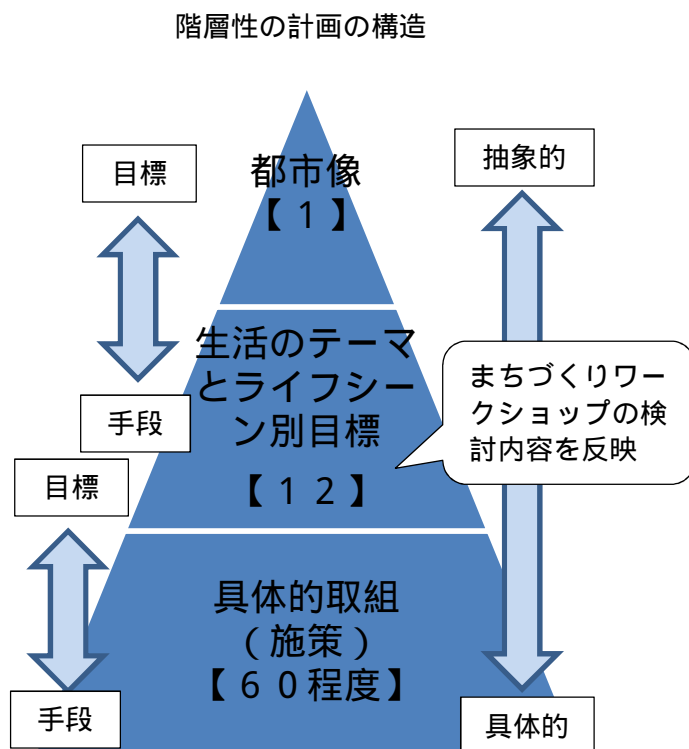 階層性の計画の構造
目標
抽象的
都市像
【１】
生活のテーマ
とライフシー
ン別目標
【１２】
まちづくりワー
クショップの検
討内容を反映
手段
目標
具体的取組
（施策）
【６０程度】
手段
具体的